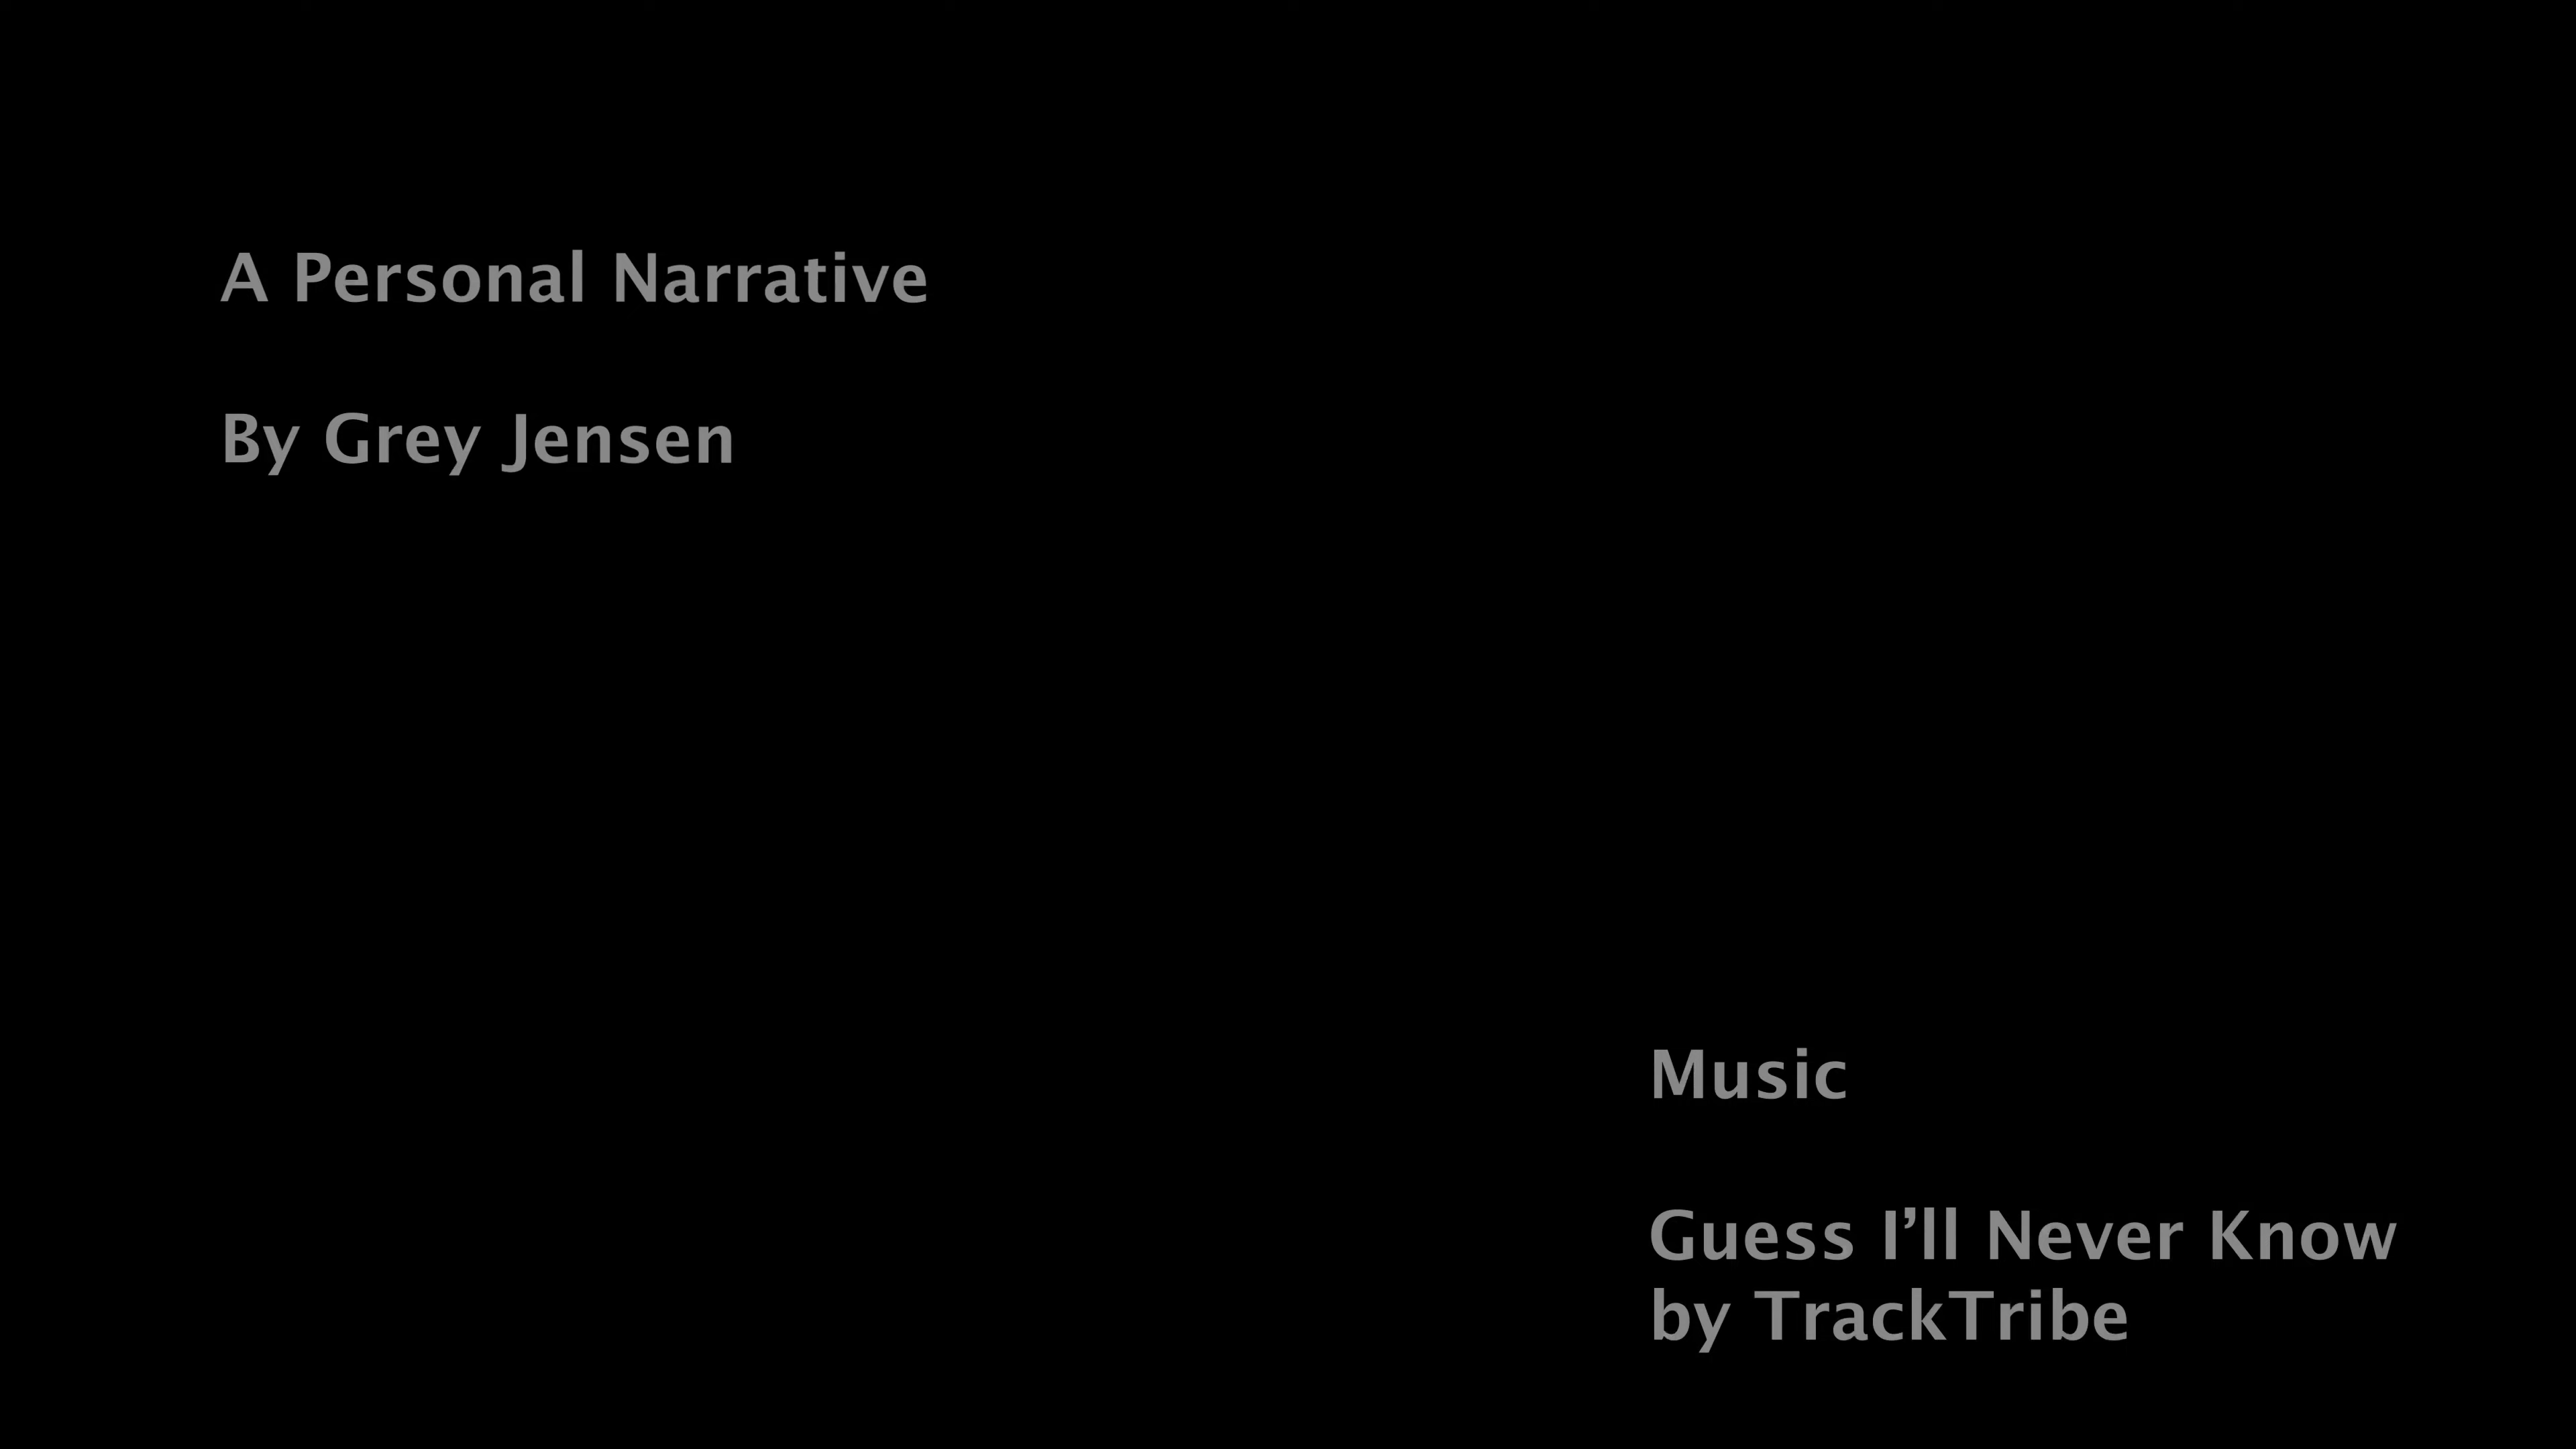 A Personal Narrative
By Grey Jensen
Music
Guess I’ll Never Know
by TrackTribe